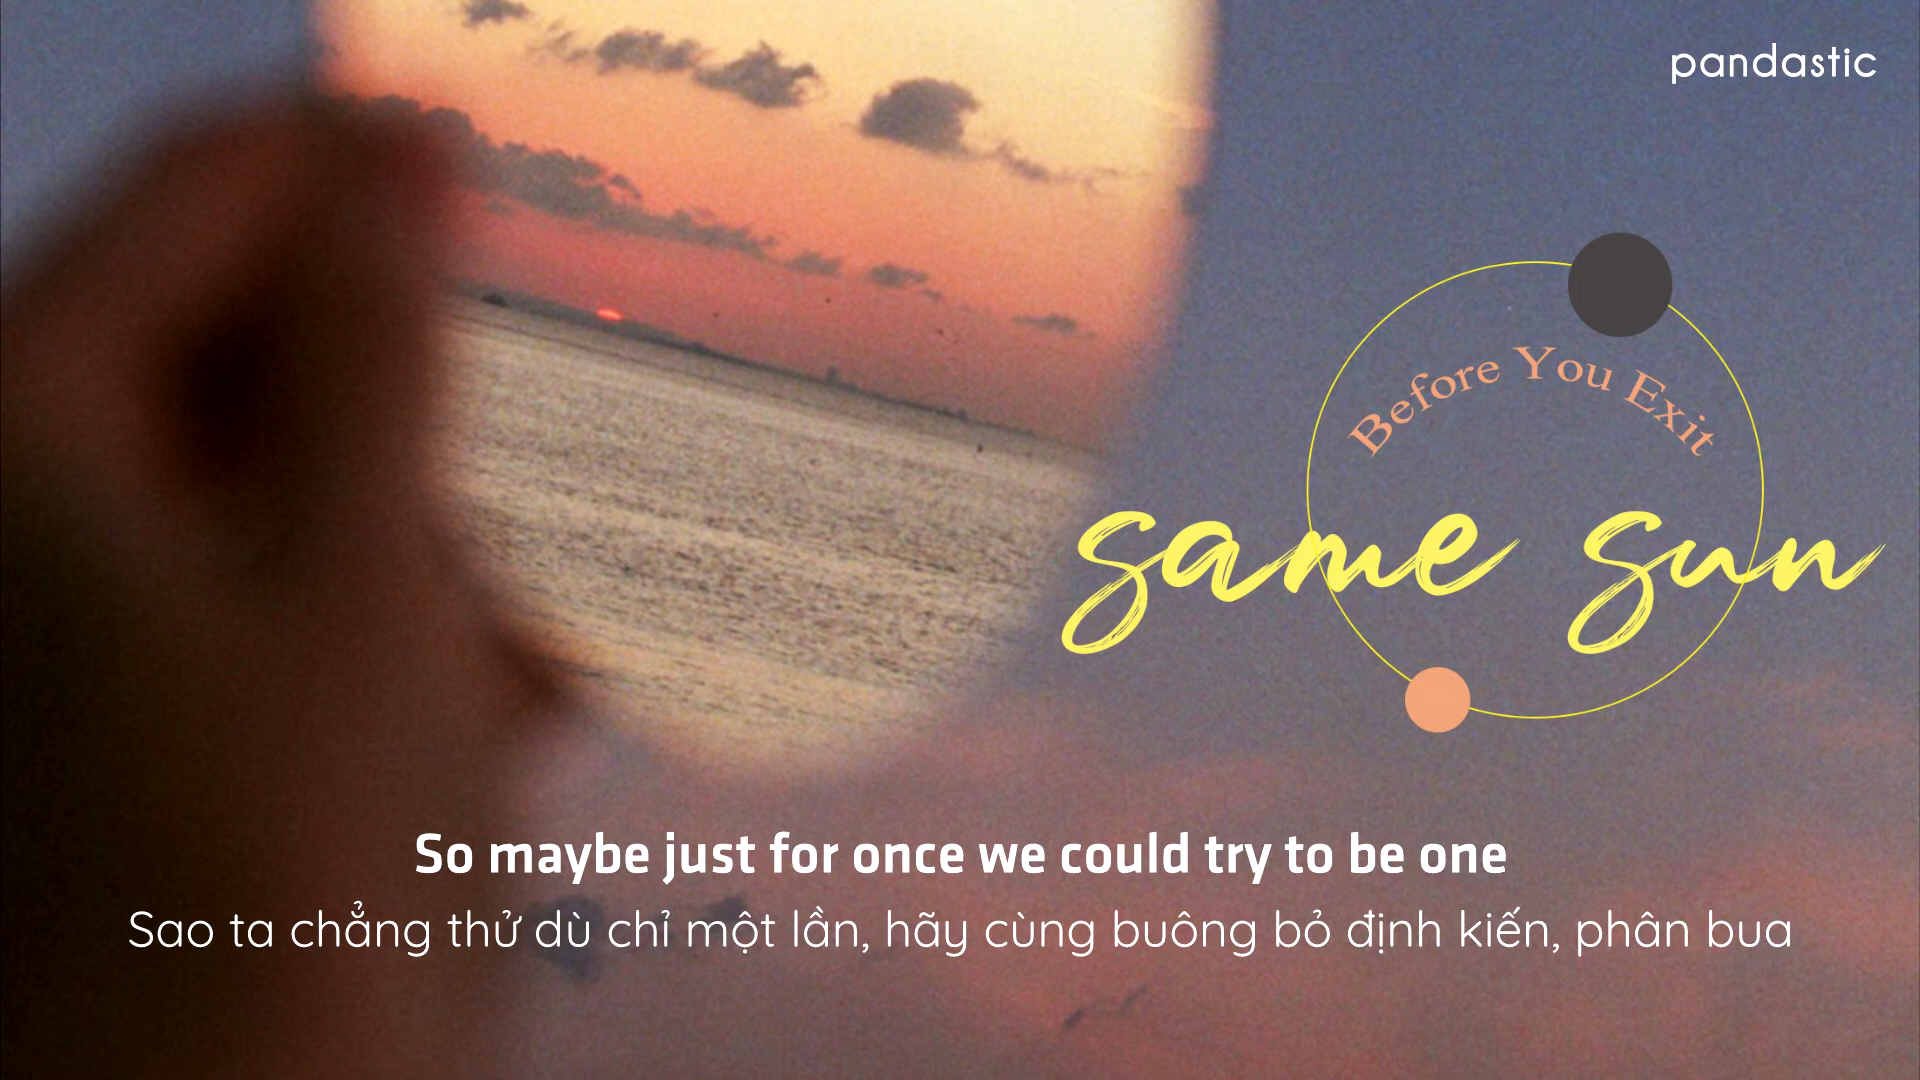 pandastic
Before You Exit
same sun
So maybe just for once we could try to be one
Sao ta chẳng thử dù chỉ một lần, hãy cùng buông bỏ định kiến, phân bua